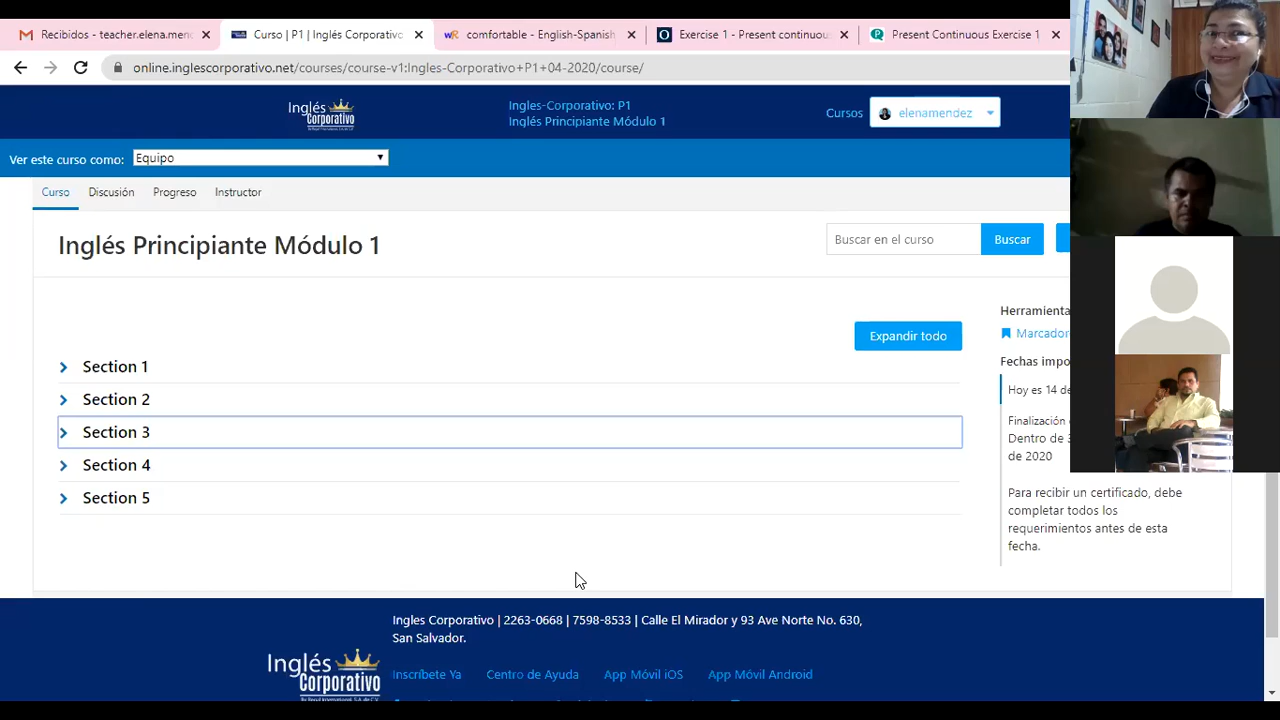 Recibidos - teacher.elena.mend
Curso | P1 | Inglés Corporativo
comfortable - English-Spanish
Exercise 1 - Present continuous
Present Continuous Exercise 1
online.inglescorporativo.net/courses/course-v1:Ingles-Corporativo+P1+04-2020/course/
Inglés
Corporativo
Ingles-Corporativo: P1
Inglés Principiante Módulo 1
Cursos
elenamendez
Ver este curso como:
Equipo
Curso
Discusión
Progreso
Instructor
Inglés Principiante Módulo 1
Buscar en el curso
Buscar
Expandir todo
Section 1
Section 2
Section 3
Section 4
Section 5
Herramienta
Marcador
Fechas impo
Hoy es 14 de
Finalización
Dentro de 3
de 2020
Para recibir un certificado, debe
completar todos los
requerimientos antes de esta
fecha.
Inglés
Corporativo
Ingles Corporativo | 2263-0668 | 7598-8533 | Calle El Mirador y 93 Ave Norte No. 630,
San Salvador.
Inscríbete Ya
Centro de Ayuda
App Móvil iOS
App Móvil Android